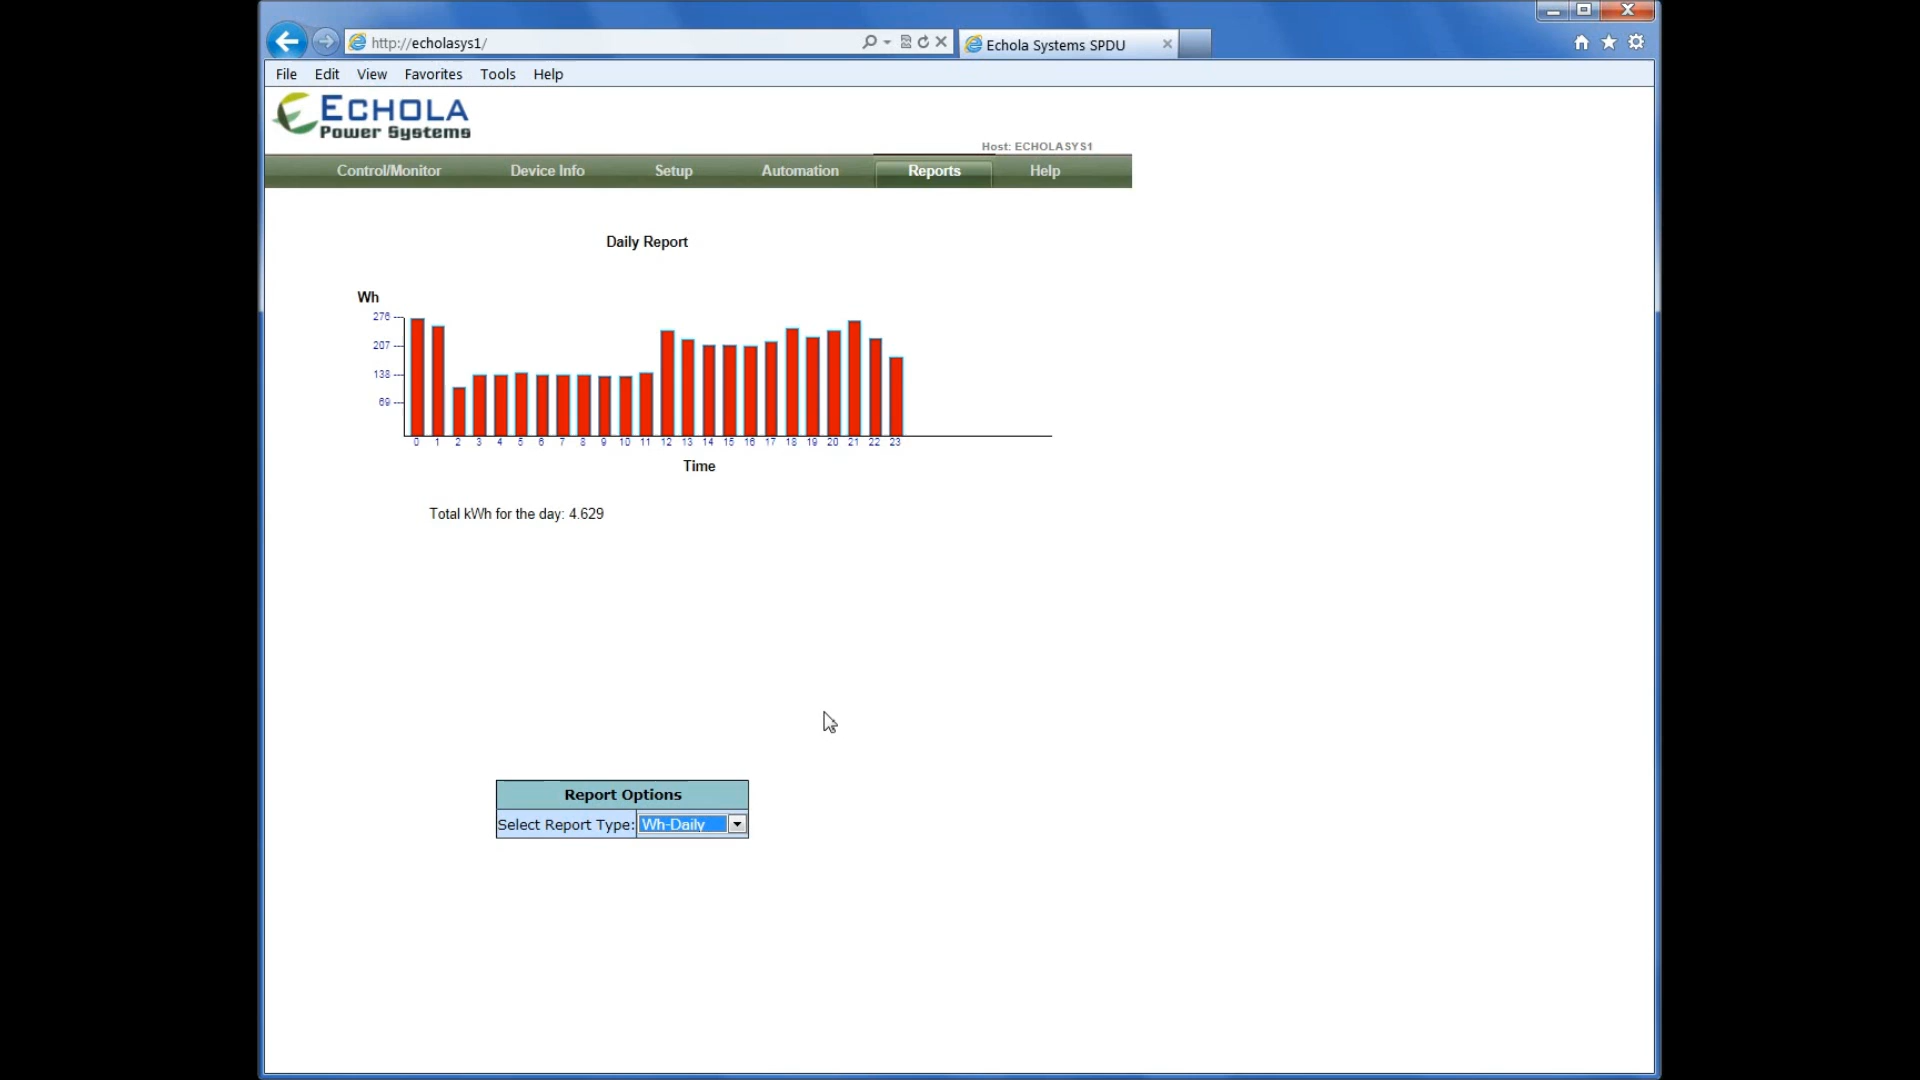 http://echolasys1/
Echola Systems SPDU
File Edit View Favorites Tools Help
ECHOLA
Power Systems
Host: ECHOLASYS1
Control/Monitor Device Info Setup Automation Reports Help
Daily Report
Wh
276
207
138
69
0 1 2 3 4 5 6 7 8 9 10 11 12 13 14 15 16 17 18 19 20 21 22 23
Time
Total kWh for the day: 4.629
Report Options
Select Report Type: Wh-Daily